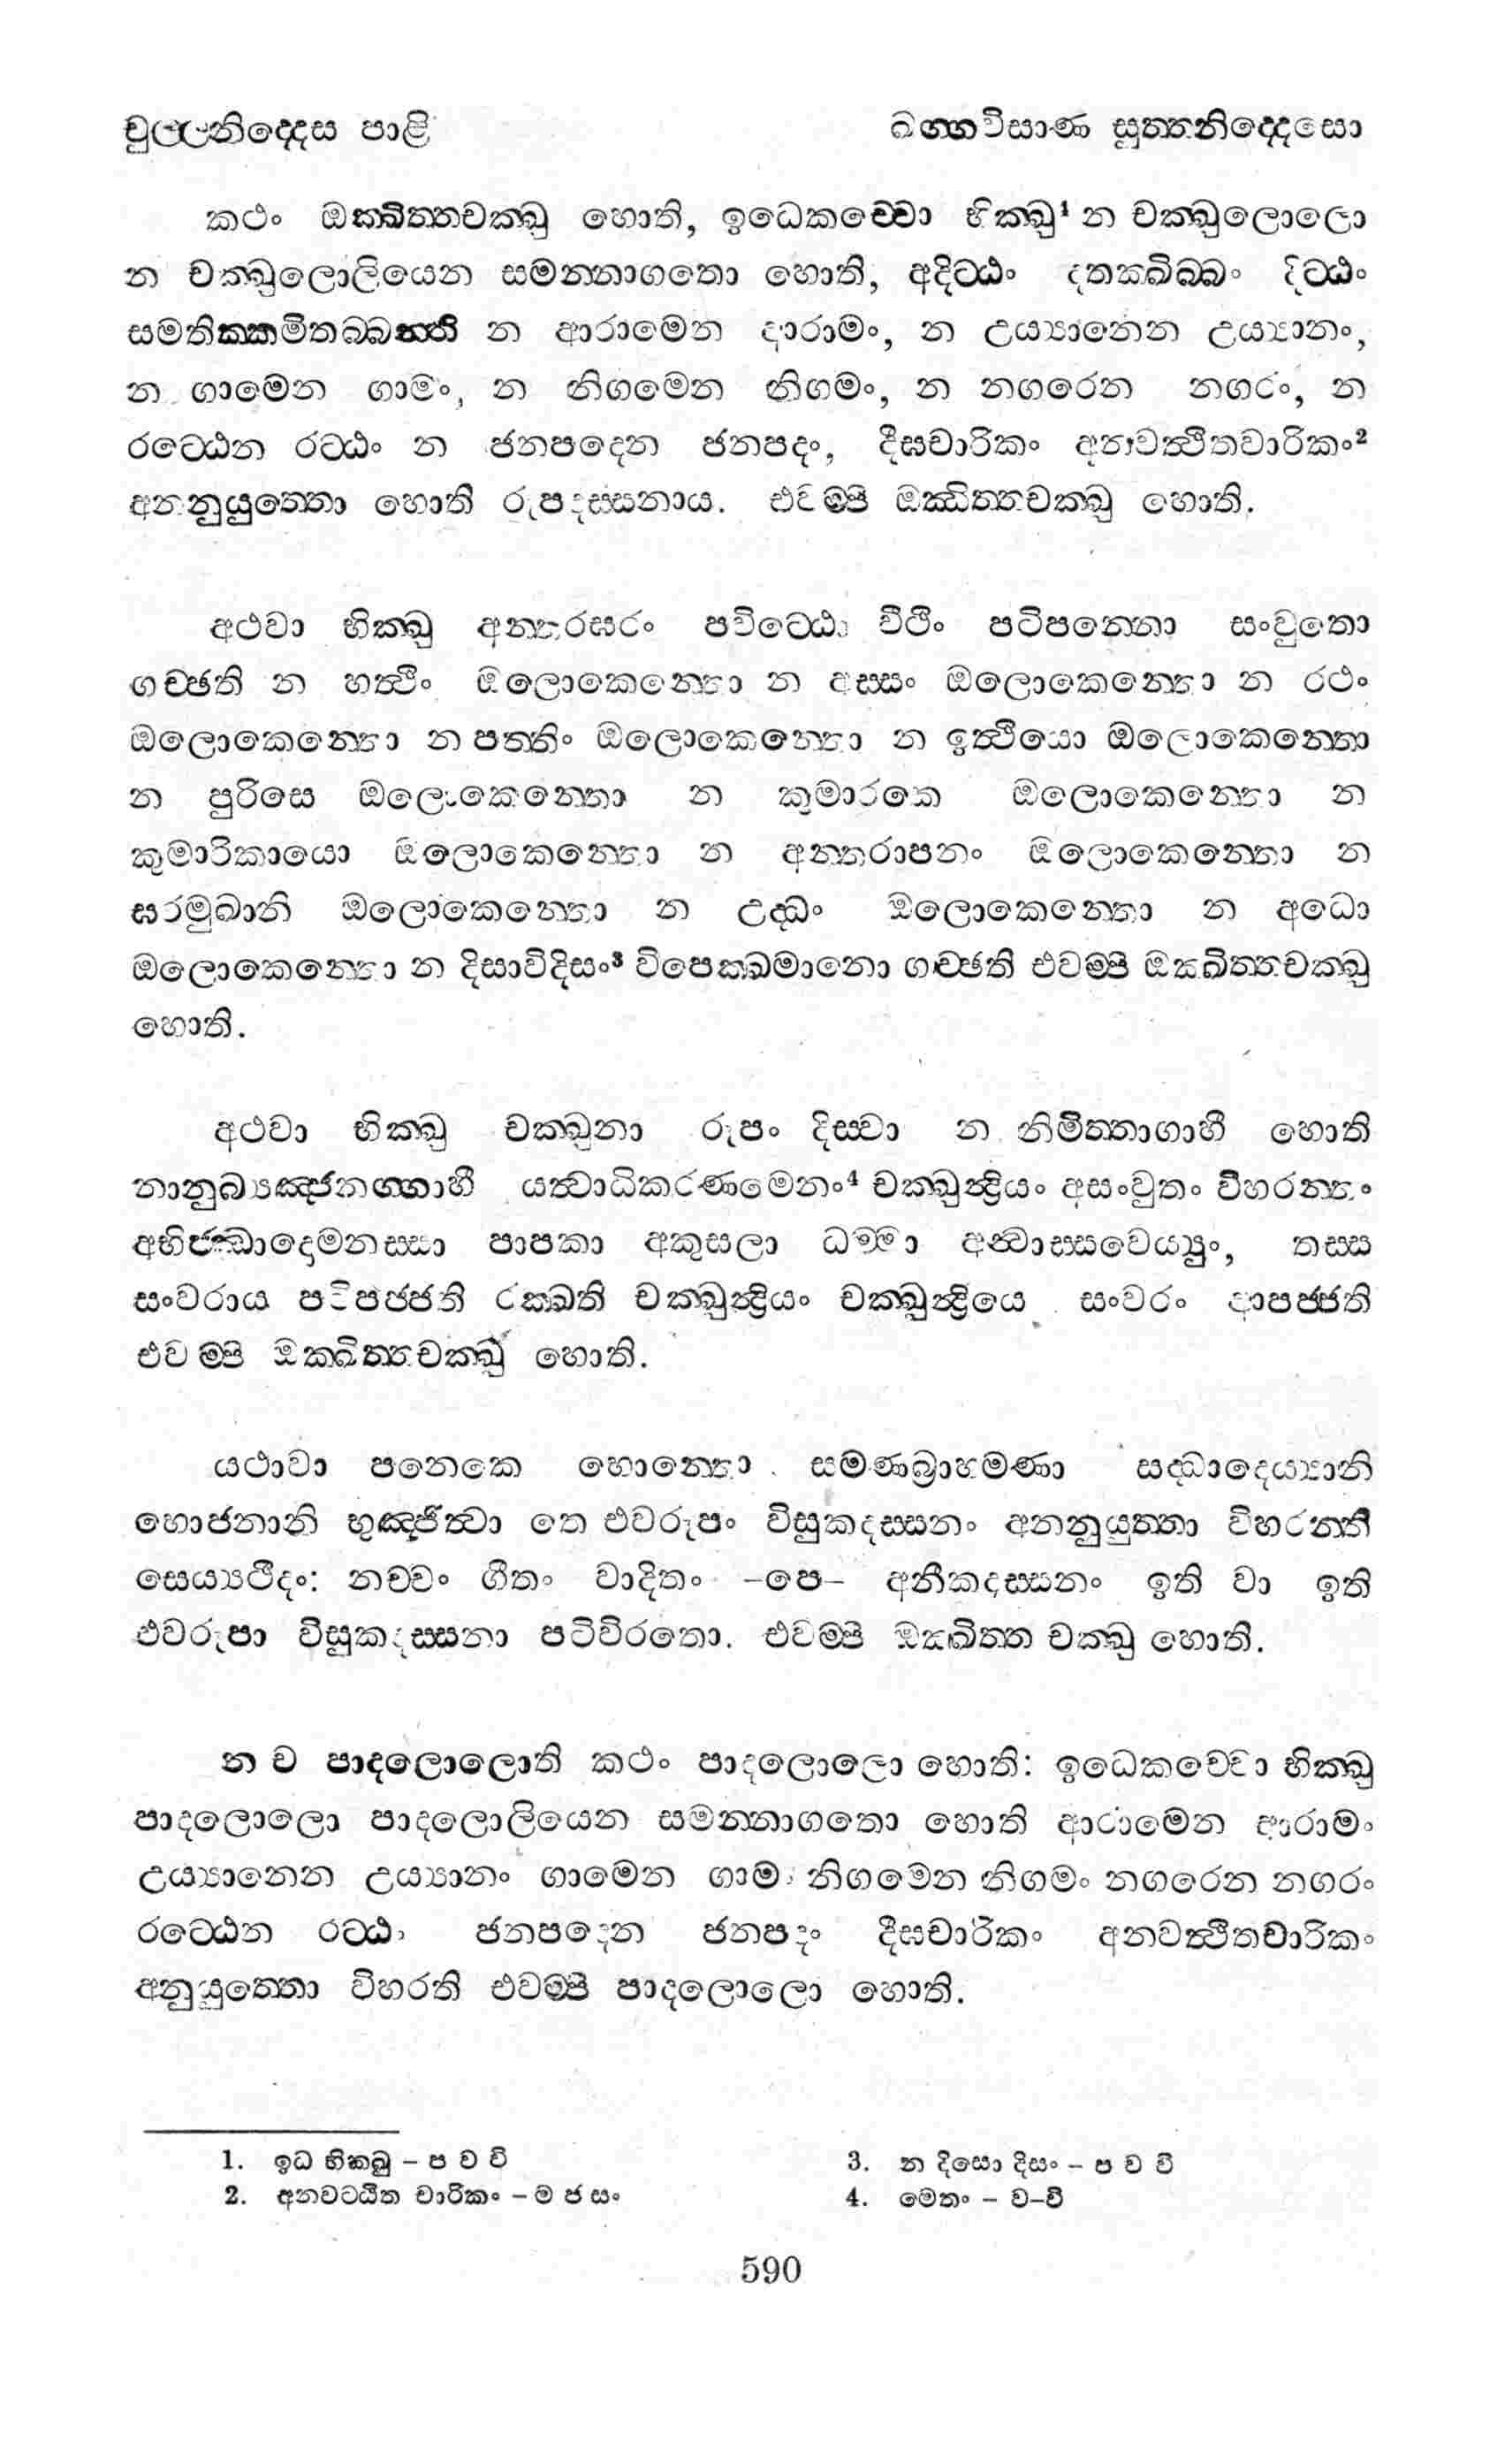 චුල්ලනිද්දෙස පාළි
ඛග්ගවිසාණ සුත්තනිද්දෙසො
කථං ඔක්ඛිත්තචක්ඛු හොති, ඉධෙකච්චො භික්ඛු¹ න චක්ඛුලොලො
න චක්ඛුලොලියෙන සමන්නාගතො හොති, අදිට්ඨං දතක්ඛිබ්බං දිට්ඨං
සමතික්කමිතබ්බන්ති න ආරාමෙන ආරාමං, න උය්‍යානෙන උය්‍යානං,
න ගාමෙන ගාමං, න නිගමෙන නිගමං, න නගරෙන නගරං, න
රට්ඨෙන රට්ඨං න ජනපදෙන ජනපදං, දීඝචාරිකං අනවත්ථිතචාරිකං²
අනනුයුත්තො හොති රූපදස්සනාය. එවම්පි ඔක්ඛිත්තචක්ඛු හොති.
අථවා භික්ඛු අන්තරඝරං පවිට්ඨො වීථිං පටිපන්නො සංවුතො
ගච්ඡති න හත්ථිං ඔලොකෙන්තො න අස්සං ඔලොකෙන්තො න රථං
ඔලොකෙන්තො න පත්තිං ඔලොකෙන්තො න ඉත්ථියො ඔලොකෙන්තො
න පුරිසෙ ඔලොකෙන්තො න කුමාරකෙ ඔලොකෙන්තො න
කුමාරිකායො ඔලොකෙන්තො න අන්තරාපනං ඔලොකෙන්තො න
ඝරමුඛානි ඔලොකෙන්තො න උද්ධං ඔලොකෙන්තො න අධො
ඔලොකෙන්තො න දිසාවිදිසං³ විපෙක්ඛමානො ගච්ඡති එවම්පි ඔක්ඛිත්තචක්ඛු
හොති.
අථවා භික්ඛු චක්ඛුනා රූපං දිස්වා න නිමිත්තාගාහී හොති
නානුබ්‍යඤ්ජනග්ගාහී යත්වාධිකරණමෙනං⁴ චක්ඛුන්ද්‍රියං අසංවුතං විහරන්තං
අභිජ්ඣාදොමනස්සා පාපකා අකුසලා ධම්මා අන්වාස්සවෙය්‍යුං, තස්ස
සංවරාය පටිපජ්ජති රක්ඛති චක්ඛුන්ද්‍රියං චක්ඛුන්ද්‍රියෙ සංවරං ආපජ්ජති
එවම්පි ඔක්ඛිත්තචක්ඛු හොති.
යථාවා පනෙකෙ හොන්තො සමණබ්‍රාහමණා සද්ධාදෙය්‍යානි
හොජනානි භුඤ්ජිත්වා තෙ එවරූපං විසූකදස්සනං අනනුයුත්තා විහරන්ති
සෙය්‍යථිදං: නච්චං ගීතං වාදිතං –පෙ– අනීකදස්සනං ඉති වා ඉති
එවරූපා විසූකදස්සනා පටිවිරතො. එවම්පි ඔක්ඛිත්ත චක්ඛු හොති.
න ච පාදලොලොති කථං පාදලොලො හොති: ඉධෙකච්චො භික්ඛු
පාදලොලො පාදලොලියෙන සමන්නාගතො හොති ආරාමෙන ආරාමං
උය්‍යානෙන උය්‍යානං ගාමෙන ගාමං නිගමෙන නිගමං නගරෙන නගරං
රට්ඨෙන රට්ඨං ජනපදෙන ජනපදං දීඝචාරිකං අනවත්ථිතචාරිකං
අනුයුත්තො විහරති එවම්පි පාදලොලො හොති.
1. ඉධ භික්ඛු – ප ව වි
2. අනවට්ඨිත චාරිකං – ම ජ සං
3. න දිසො දිසං – ප ව වි
4. මෙතං – ව–වි
590